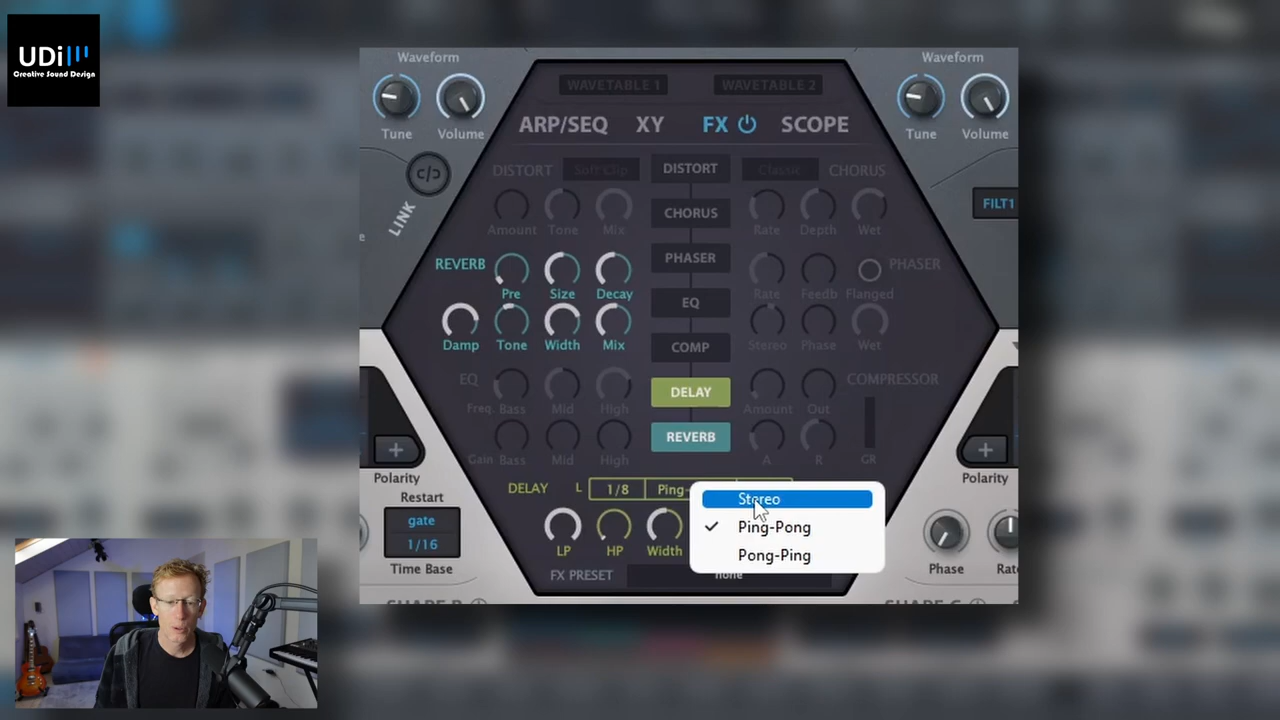 UDi
Creative Sound Design
Waveform
Waveform
WAVETABLE 1
WAVETABLE 2
Tune
Volume
ARP/SEQ
XY
FX
SCOPE
Tune
Volume
DISTORT
Soft Clip
DISTORT
Classic
CHORUS
LINK
FILT1
Amount
Tone
Mix
CHORUS
Rate
Depth
Wet
REVERB
PHASER
PHASER
Pre
Size
Decay
EQ
Rate
Feedb
Flanged
Damp
Tone
Width
Mix
COMP
Stereo
Phase
Wet
EQ
DELAY
COMPRESSOR
Freq.
Bass
Mid
High
Amount
Out
REVERB
Gain
Bass
Mid
High
A
R
GR
Polarity
Polarity
Restart
DELAY
L
1/8
Ping-
Stereo
gate
Ping-Pong
1/16
LP
HP
Width
Pong-Ping
Time Base
FX PRESET
none
Phase